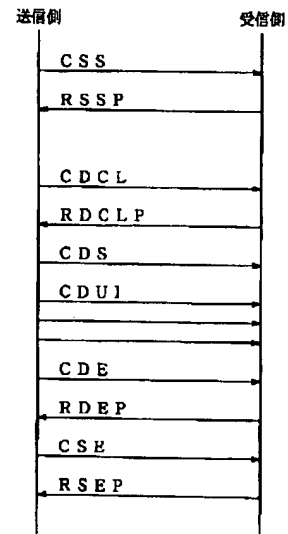 送信側
受信側
CSS
RSSP
CDCL
RDCLP
CDS
CDUI
CDE
RDEP
CSE
RSEP